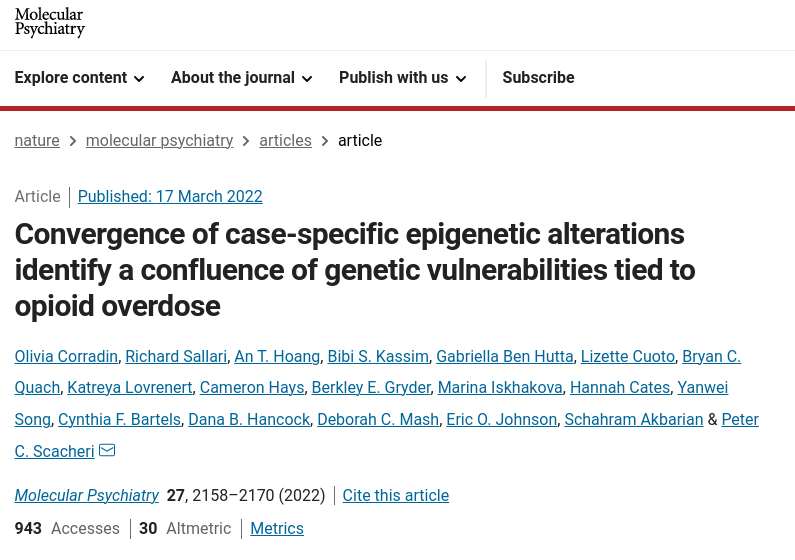 Molecular
Psychiatry
Explore content About the journal Publish with us Subscribe
nature > molecular psychiatry > articles > article
Article | Published: 17 March 2022
Convergence of case-specific epigenetic alterations
identify a confluence of genetic vulnerabilities tied to
opioid overdose
Olivia Corradin, Richard Sallari, An T. Hoang, Bibi S. Kassim, Gabriella Ben Hutta, Lizette Cuoto, Bryan C.
Quach, Katreya Lovrenert, Cameron Hays, Berkley E. Gryder, Marina Iskhakova, Hannah Cates, Yanwei
Song, Cynthia F. Bartels, Dana B. Hancock, Deborah C. Mash, Eric O. Johnson, Schahram Akbarian & Peter
C. Scacheri
Molecular Psychiatry 27, 2158–2170 (2022) | Cite this article
943 Accesses | 30 Altmetric | Metrics